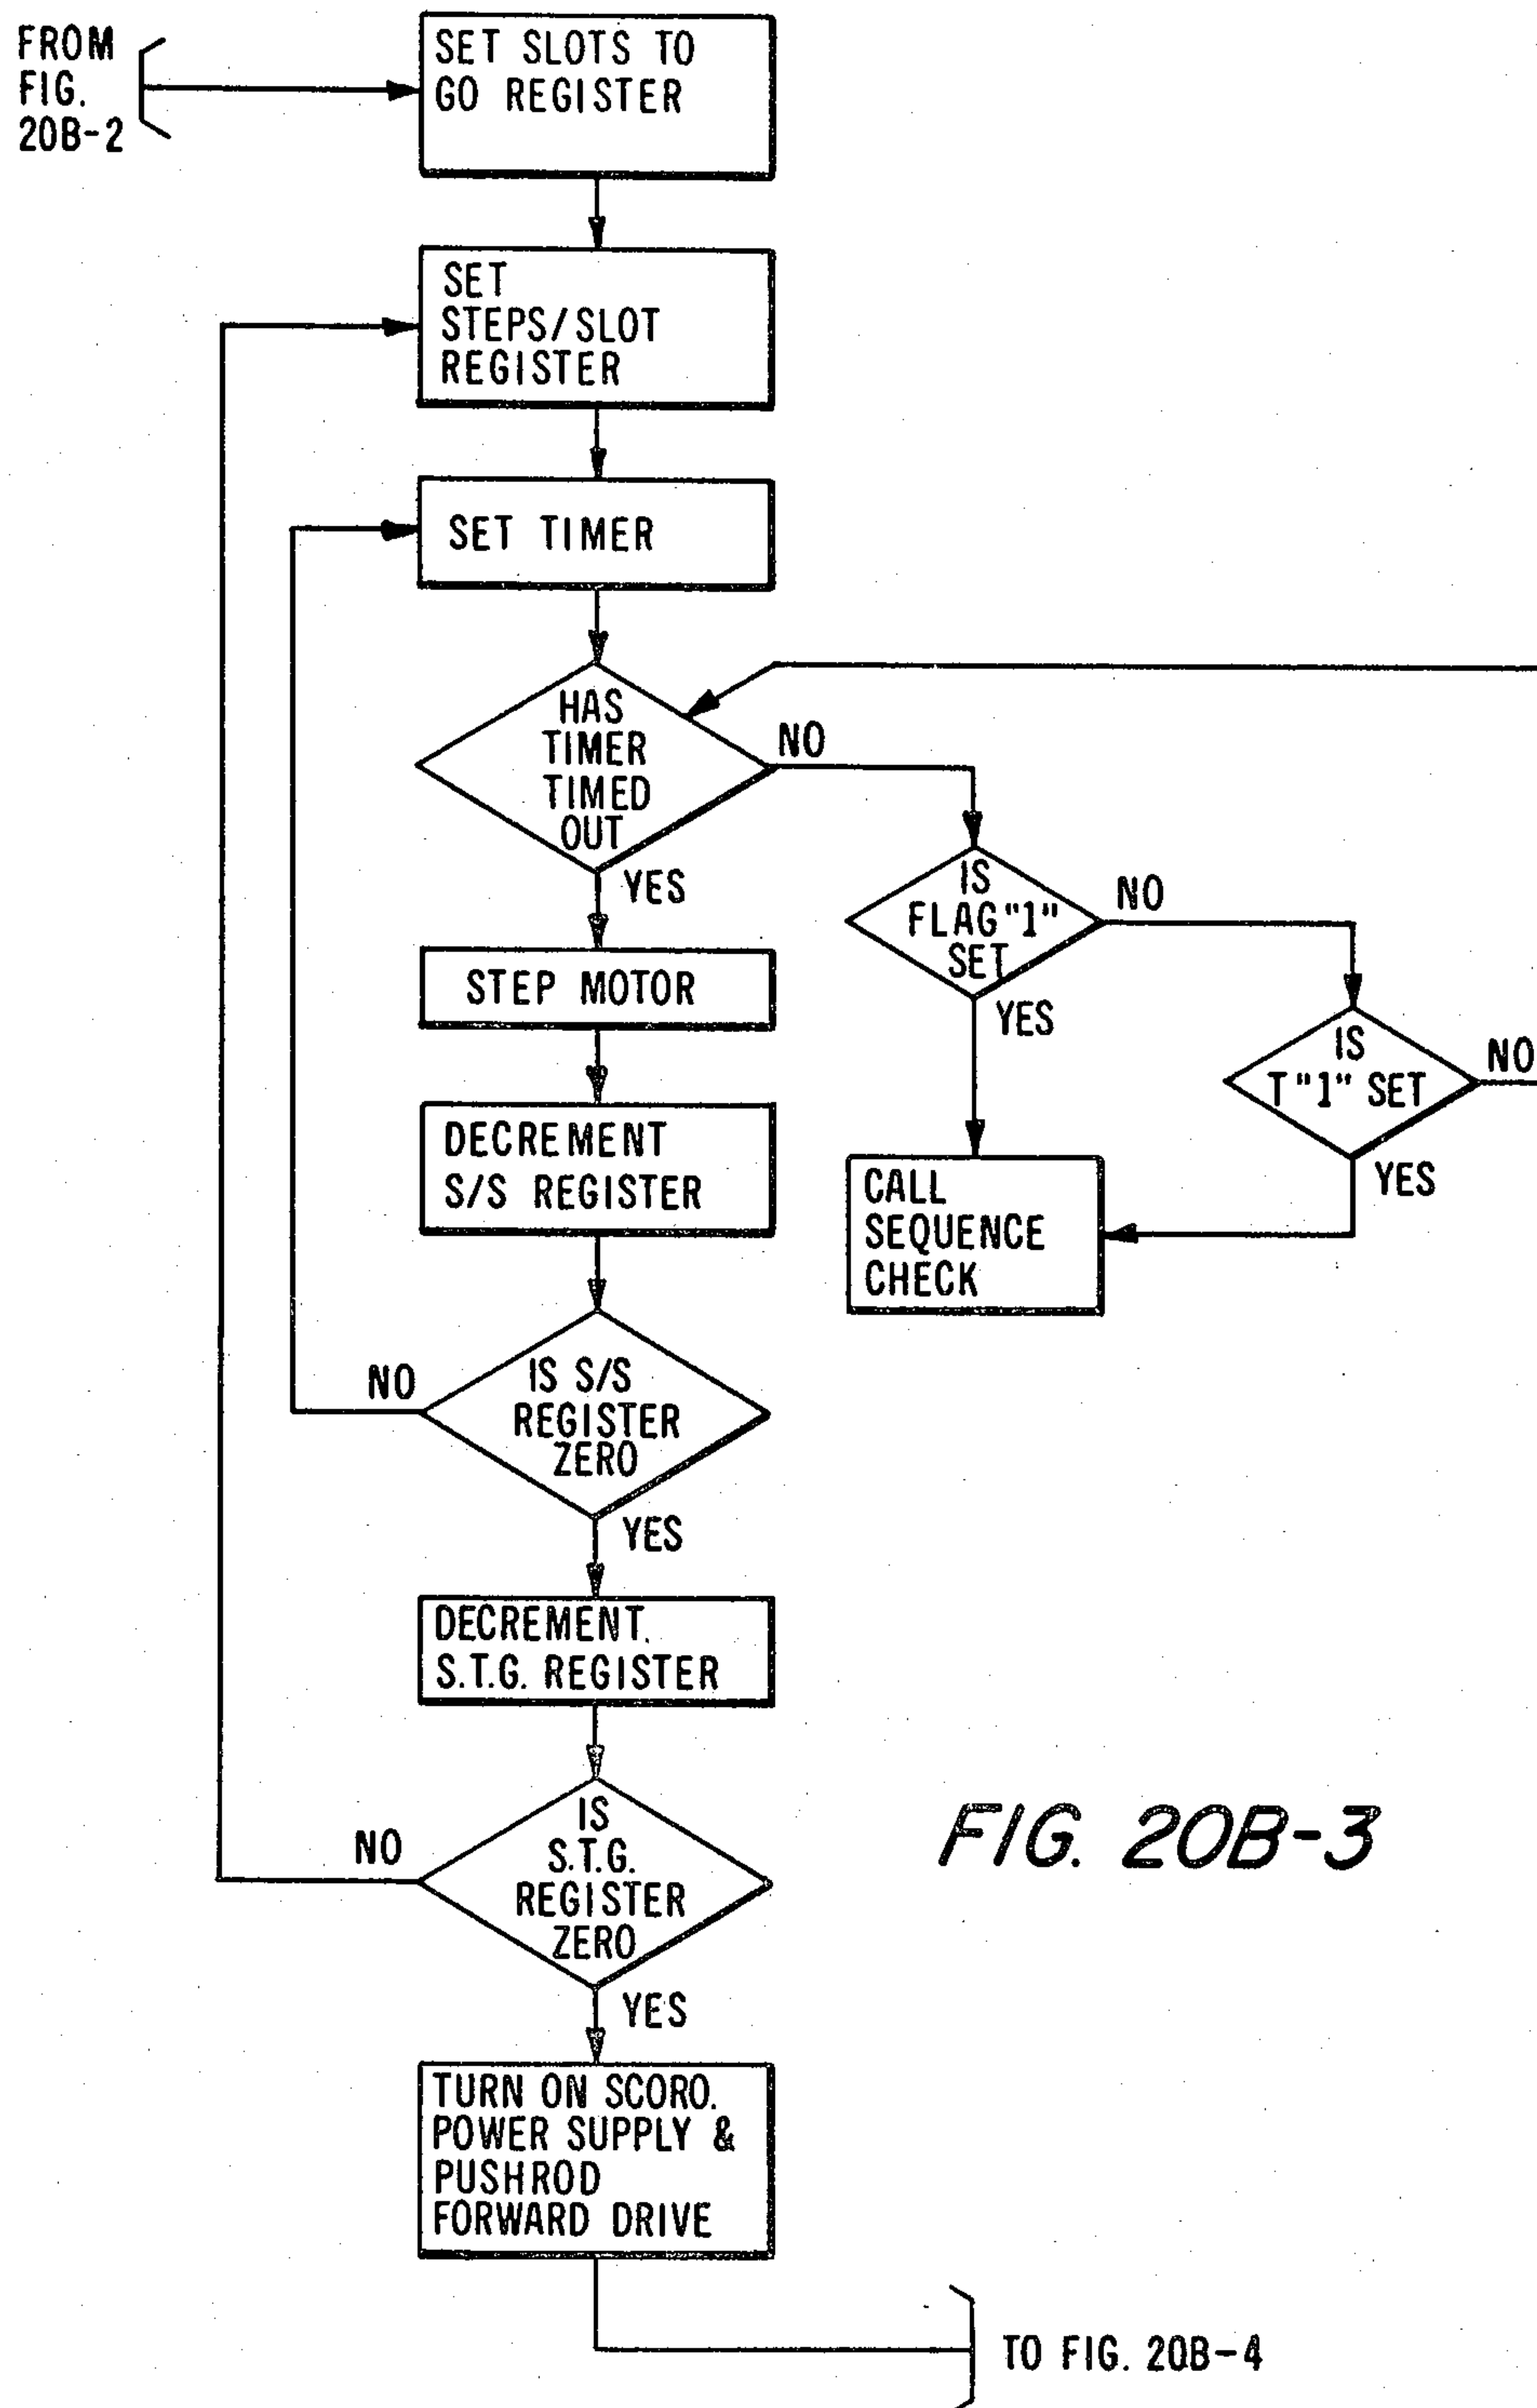 FROM
FIG.
20B-2
SET SLOTS TO
GO REGISTER
SET
STEPS/SLOT
REGISTER
SET TIMER
HAS
TIMER
TIMED
OUT
NO
YES
IS
FLAG "1"
SET
NO
YES
STEP MOTOR
IS
T "1" SET
NO
YES
DECREMENT
S/S REGISTER
CALL
SEQUENCE
CHECK
IS S/S
REGISTER
ZERO
NO
YES
DECREMENT.
S.T.G. REGISTER
IS
S.T.G.
REGISTER
ZERO
NO
YES
FIG. 20B-3
TURN ON SCORO.
POWER SUPPLY &
PUSHROD
FORWARD DRIVE
TO FIG. 20B-4